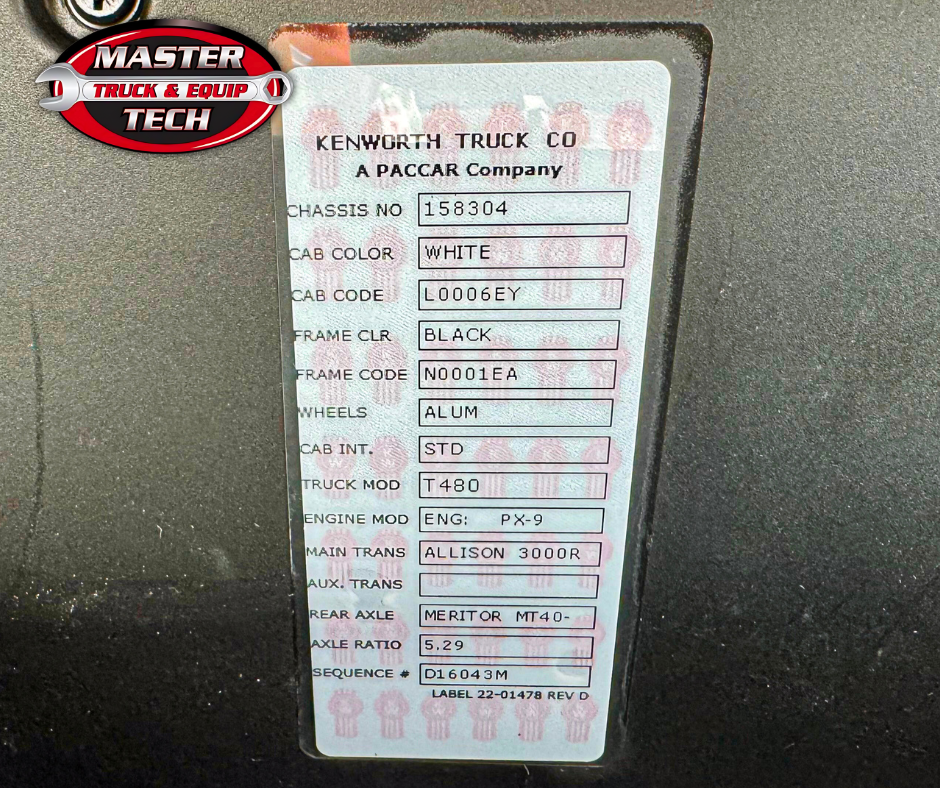 MASTER
TRUCK & EQUIP
TECH
KENWORTH TRUCK CO
A PACCAR Company
CHASSIS NO 158304
CAB COLOR WHITE
CAB CODE L0006EY
FRAME CLR BLACK
FRAME CODE N0001EA
WHEELS ALUM
CAB INT. STD
TRUCK MOD T480
ENGINE MOD ENG: PX-9
MAIN TRANS ALLISON 3000R
AUX. TRANS
REAR AXLE MERITOR MT40-
AXLE RATIO 5.29
SEQUENCE # D16043M
LABEL 22-01478 REV D